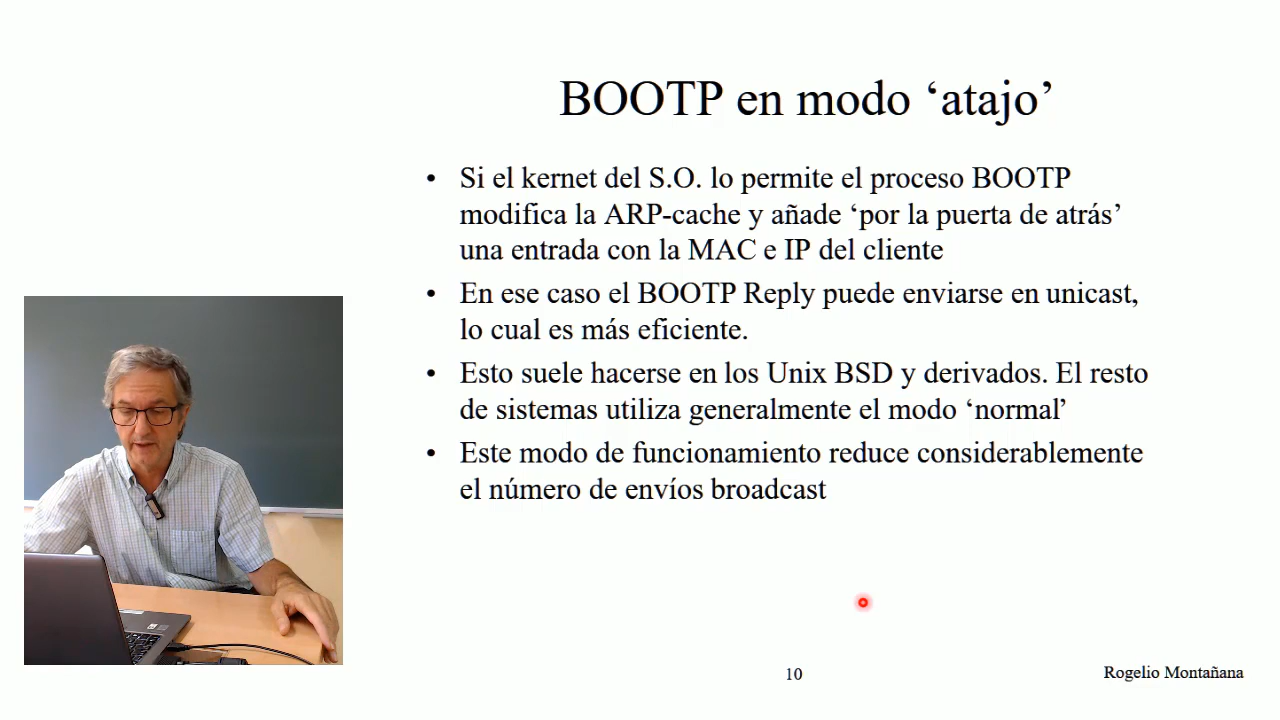 BOOTP en modo ‘atajo’
• Si el kernet del S.O. lo permite el proceso BOOTP
modifica la ARP-cache y añade ‘por la puerta de atrás’
una entrada con la MAC e IP del cliente
• En ese caso el BOOTP Reply puede enviarse en unicast,
lo cual es más eficiente.
• Esto suele hacerse en los Unix BSD y derivados. El resto
de sistemas utiliza generalmente el modo ‘normal’
• Este modo de funcionamiento reduce considerablemente
el número de envíos broadcast
10
Rogelio Montañana